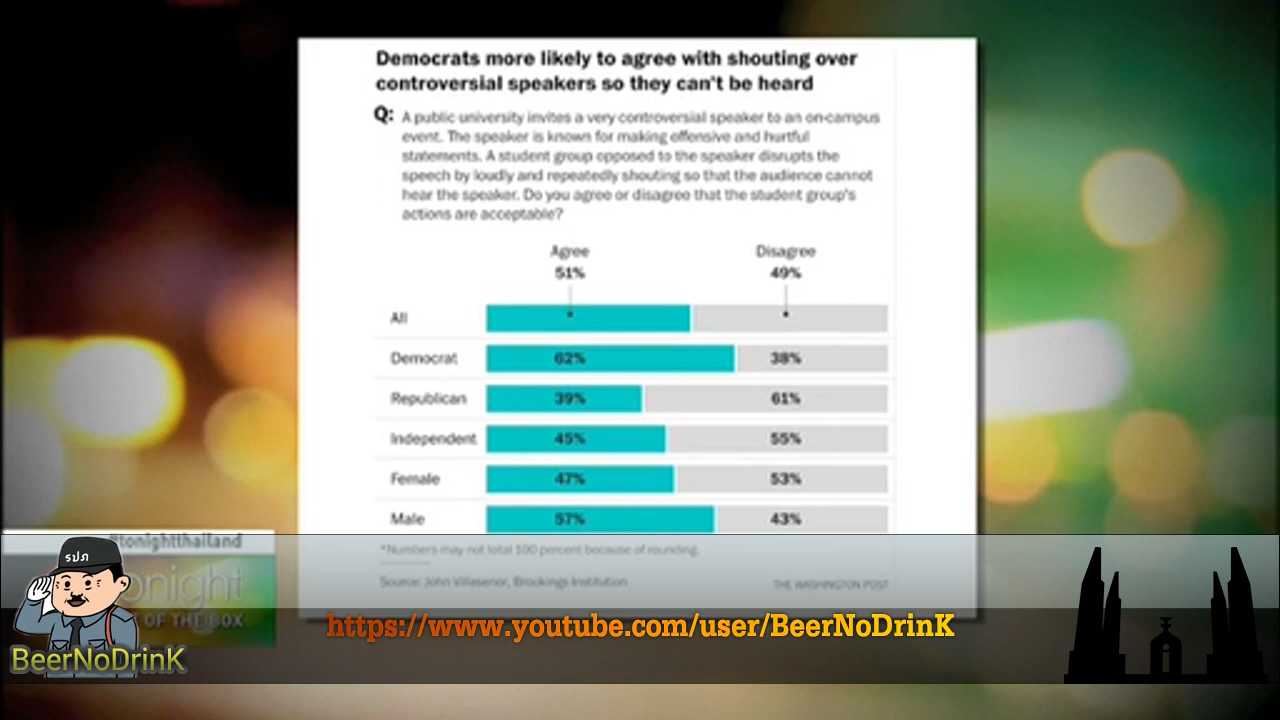 Democrats more likely to agree with shouting over
controversial speakers so they can't be heard
Q: A public university invites a very controversial speaker to an on-campus
event. The speaker is known for making offensive and hurtful
statements. A student group opposed to the speaker disrupts the
speech by loudly and repeatedly shouting so that the audience cannot
hear the speaker. Do you agree or disagree that the student group's
actions are acceptable?
Agree Disagree
51% 49%
All
Democrat 62% 38%
Republican 39% 61%
Independent 45% 55%
Female 47% 53%
Male 57% 43%
*Numbers may not total 100 percent because of rounding.
Source: John Villasenor, Brookings Institution THE WASHINGTON POST
#tonightthailand
รปภ
onight
OF THE BOX
https://www.youtube.com/user/BeerNoDrinK
BeerNoDrinK